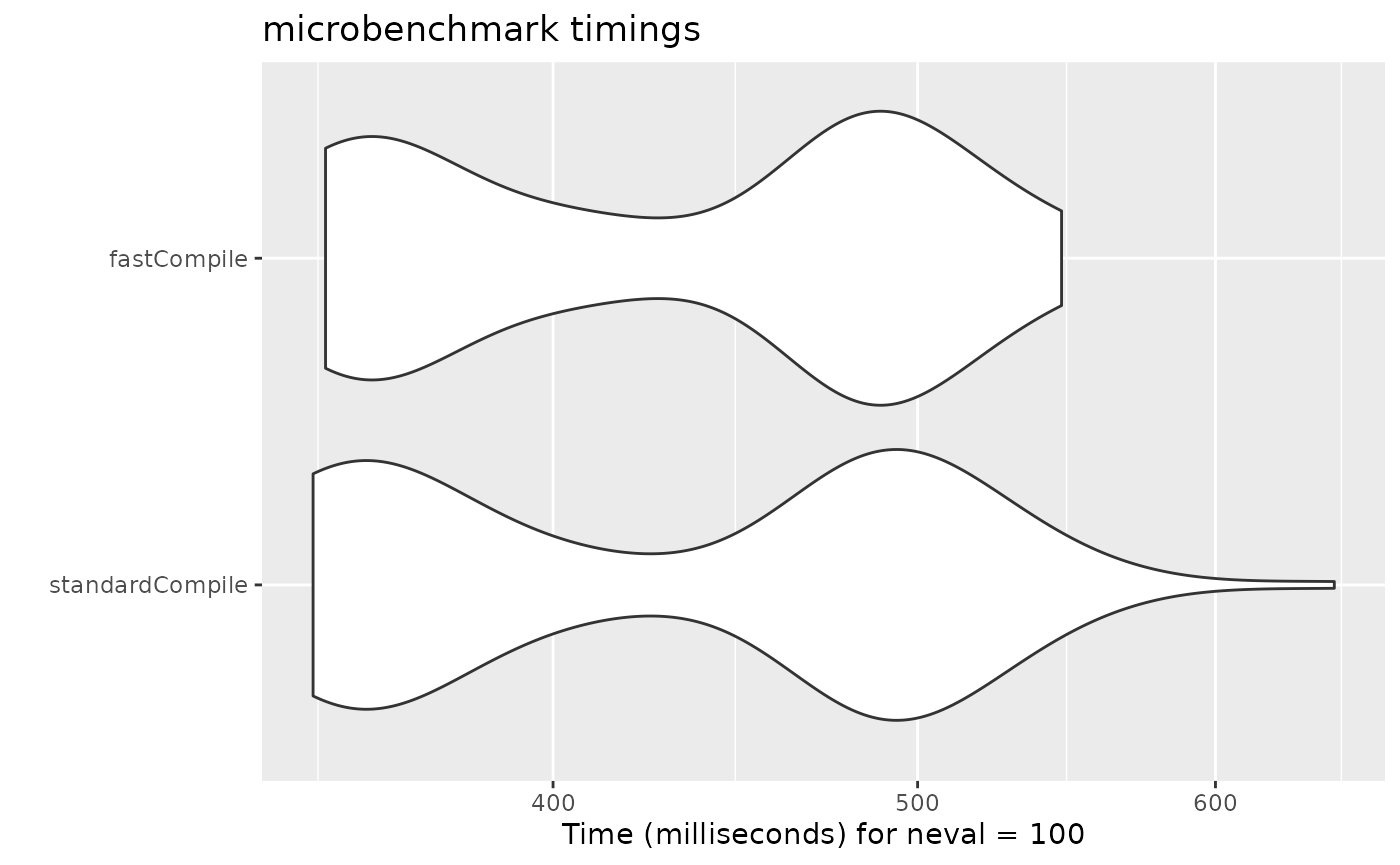 microbenchmark timings
fastCompile
standardCompile
400 500 600
Time (milliseconds) for neval = 100